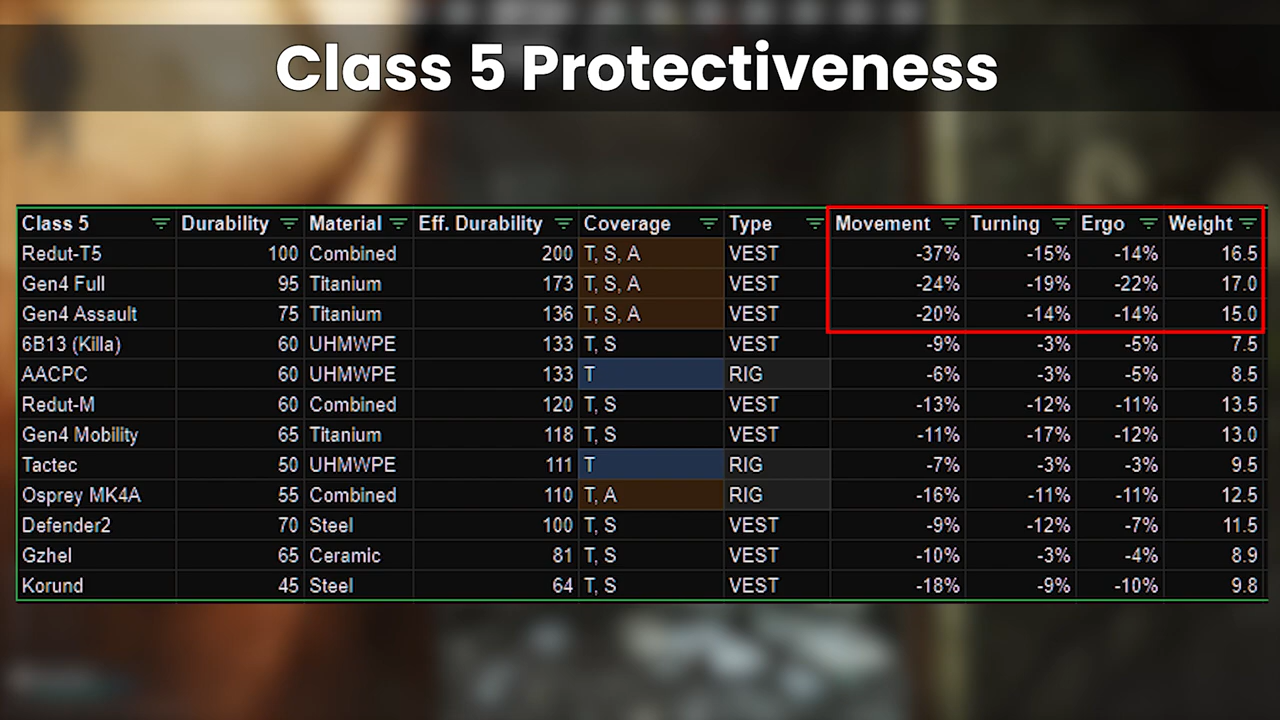 Class 5 Protectiveness
Class 5 Durability Material Eff. Durability Coverage Type Movement Turning Ergo Weight
Redut-T5 100 Combined 200 T, S, A VEST -37% -15% -14% 16.5
Gen4 Full 95 Titanium 173 T, S, A VEST -24% -19% -22% 17.0
Gen4 Assault 75 Titanium 136 T, S, A VEST -20% -14% -14% 15.0
6B13 (Killa) 60 UHMWPE 133 T, S VEST -9% -3% -5% 7.5
AACPC 60 UHMWPE 133 T RIG -6% -3% -5% 8.5
Redut-M 60 Combined 120 T, S VEST -13% -12% -11% 13.5
Gen4 Mobility 65 Titanium 118 T, S VEST -11% -17% -12% 13.0
Tactec 50 UHMWPE 111 T RIG -7% -3% -3% 9.5
Osprey MK4A 55 Combined 110 T, A RIG -16% -11% -11% 12.5
Defender2 70 Steel 100 T, S VEST -9% -12% -7% 11.5
Gzhel 65 Ceramic 81 T, S VEST -10% -3% -4% 8.9
Korund 45 Steel 64 T, S VEST -18% -9% -10% 9.8